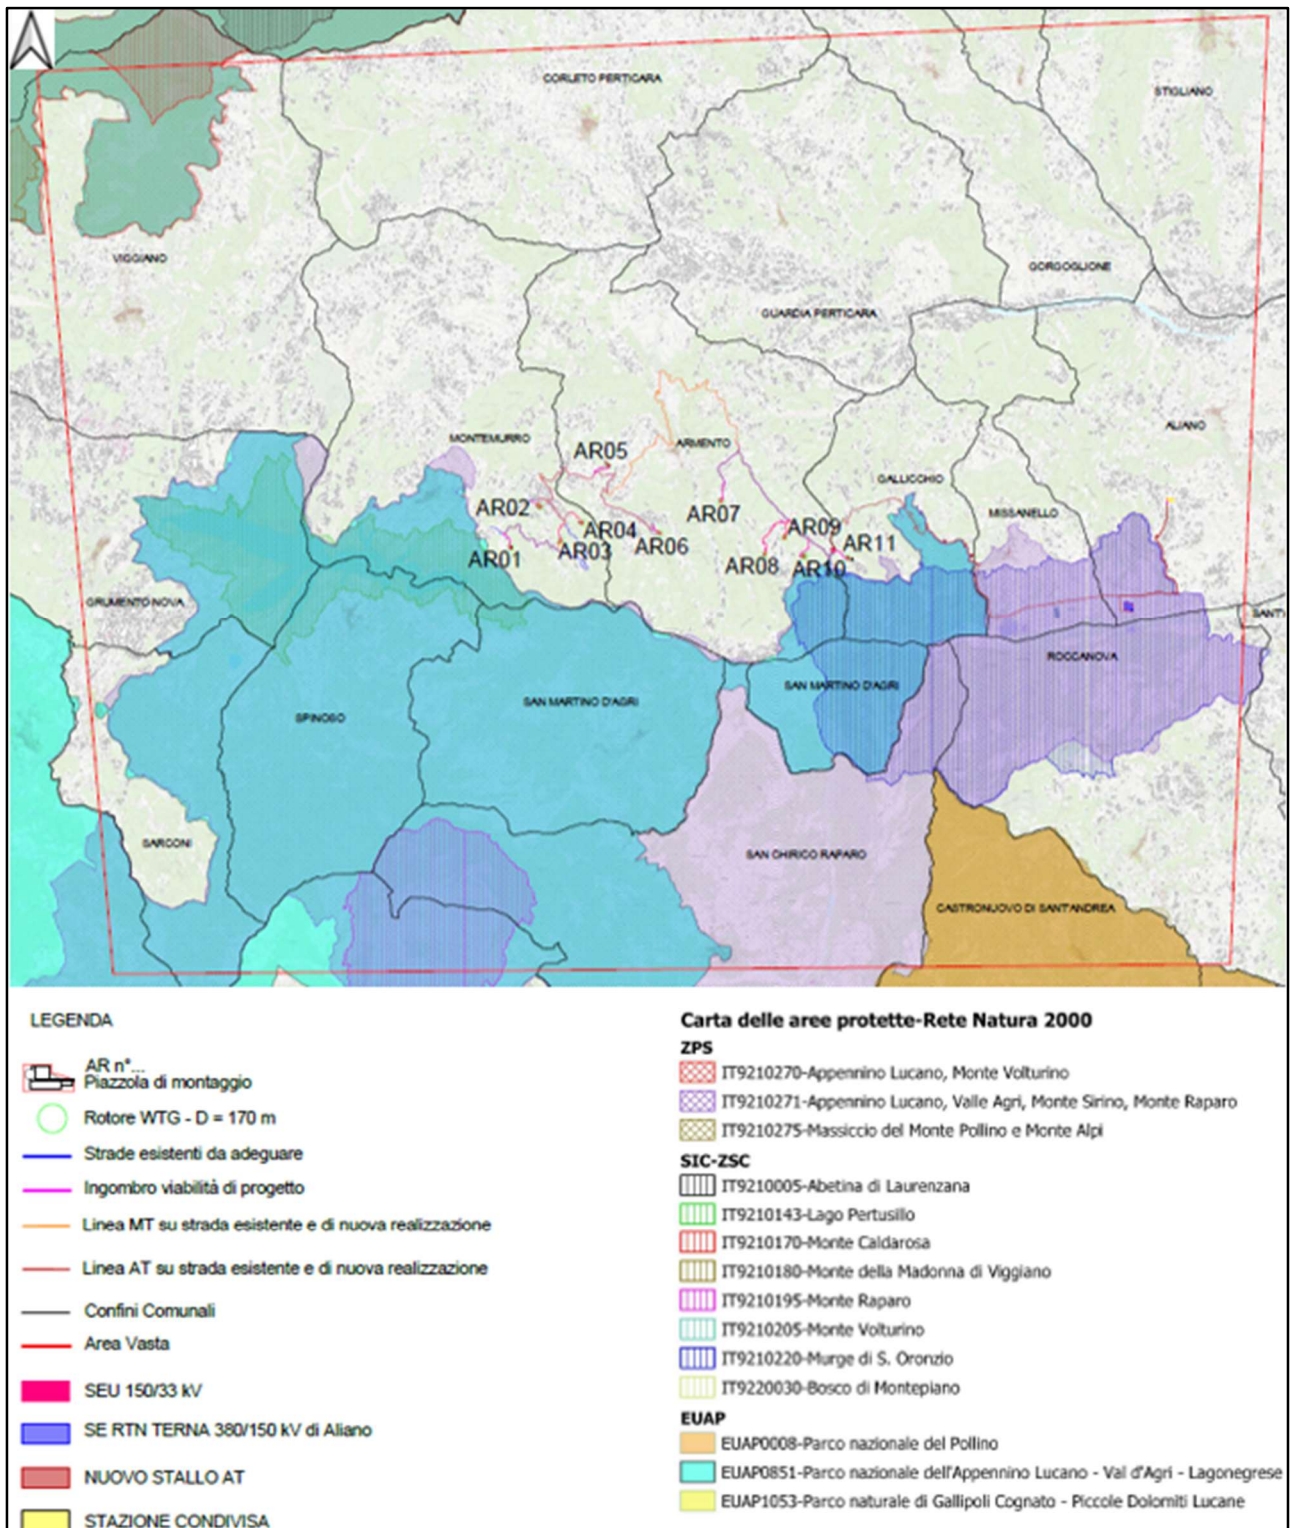 CORLETO PERTICARA
STIGLIANO
VIGGIANO
GORGOGLIONE
GUARDIA PERTICARA
MONTEMURRO
ARMENTO
ALIANO
AR05
GALLICCHIO
AR02
AR07
MISSANELLO
AR04
AR09
AR01
AR03
AR06
AR11
AR08
AR10
GRUMENTO NOVA
SANT'
ROCCANOVA
SAN MARTINO D'AGRI
SAN MARTINO D'AGRI
SPINOSO
SARCONI
SAN CHIRICO RAPARO
CASTRONUOVO DI SANT'ANDREA
LEGENDA
AR n°...
Piazzola di montaggio
Rotore WTG - D = 170 m
Strade esistenti da adeguare
Ingombro viabilità di progetto
Linea MT su strada esistente e di nuova realizzazione
Linea AT su strada esistente e di nuova realizzazione
Confini Comunali
Area Vasta
SEU 150/33 kV
SE RTN TERNA 380/150 kV di Aliano
NUOVO STALLO AT
STAZIONE CONDIVISA
Carta delle aree protette-Rete Natura 2000
ZPS
IT9210270-Appennino Lucano, Monte Volturino
IT9210271-Appennino Lucano, Valle Agri, Monte Sirino, Monte Raparo
IT9210275-Massiccio del Monte Pollino e Monte Alpi
SIC-ZSC
IT9210005-Abetina di Laurenzana
IT9210143-Lago Pertusillo
IT9210170-Monte Caldarosa
IT9210180-Monte della Madonna di Viggiano
IT9210195-Monte Raparo
IT9210205-Monte Volturino
IT9210220-Murge di S. Oronzio
IT9220030-Bosco di Montepiano
EUAP
EUAP0008-Parco nazionale del Pollino
EUAP0851-Parco nazionale dell'Appennino Lucano - Val d'Agri - Lagonegrese
EUAP1053-Parco naturale di Gallipoli Cognato - Piccole Dolomiti Lucane